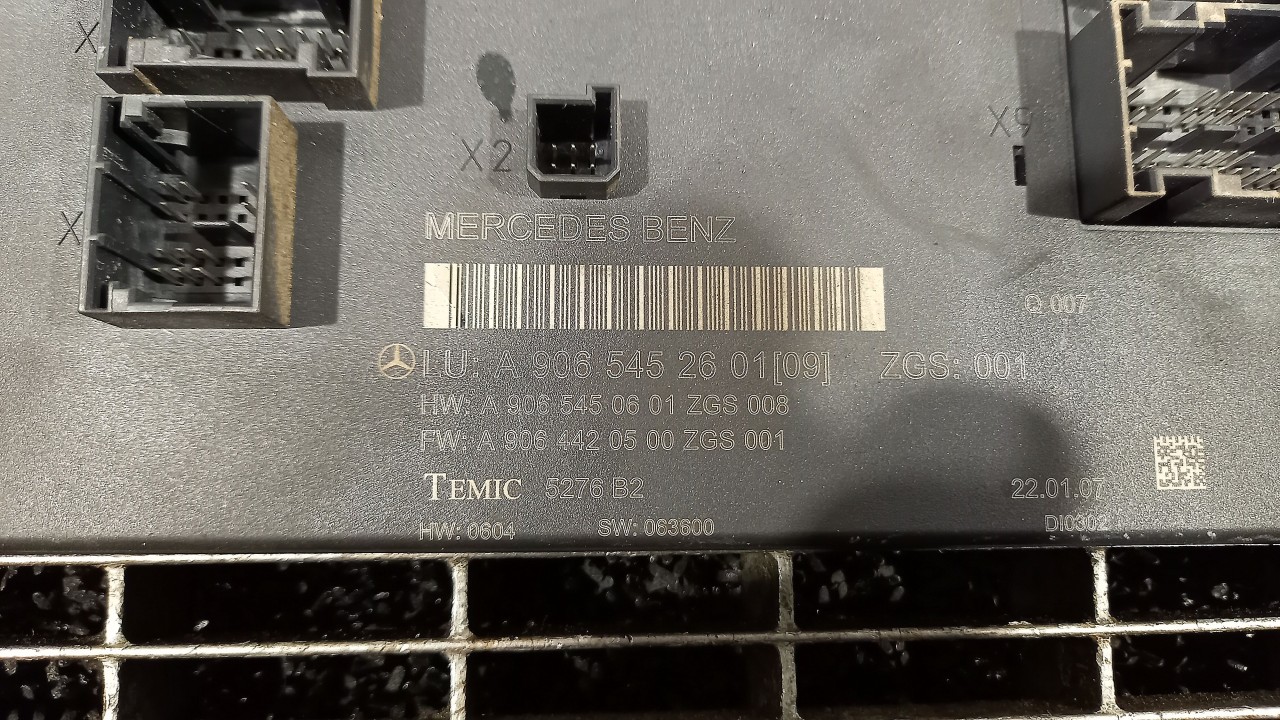 X
X2
X9
X
MERCEDES BENZ
Q 007
LU: A 906 545 26 01[09] ZGS: 001
HW: A 906 545 06 01 ZGS 008
FW: A 906 442 05 00 ZGS 001
TEMIC 5276 B2
22.01.07
HW: 0604 SW: 063600
DI0302